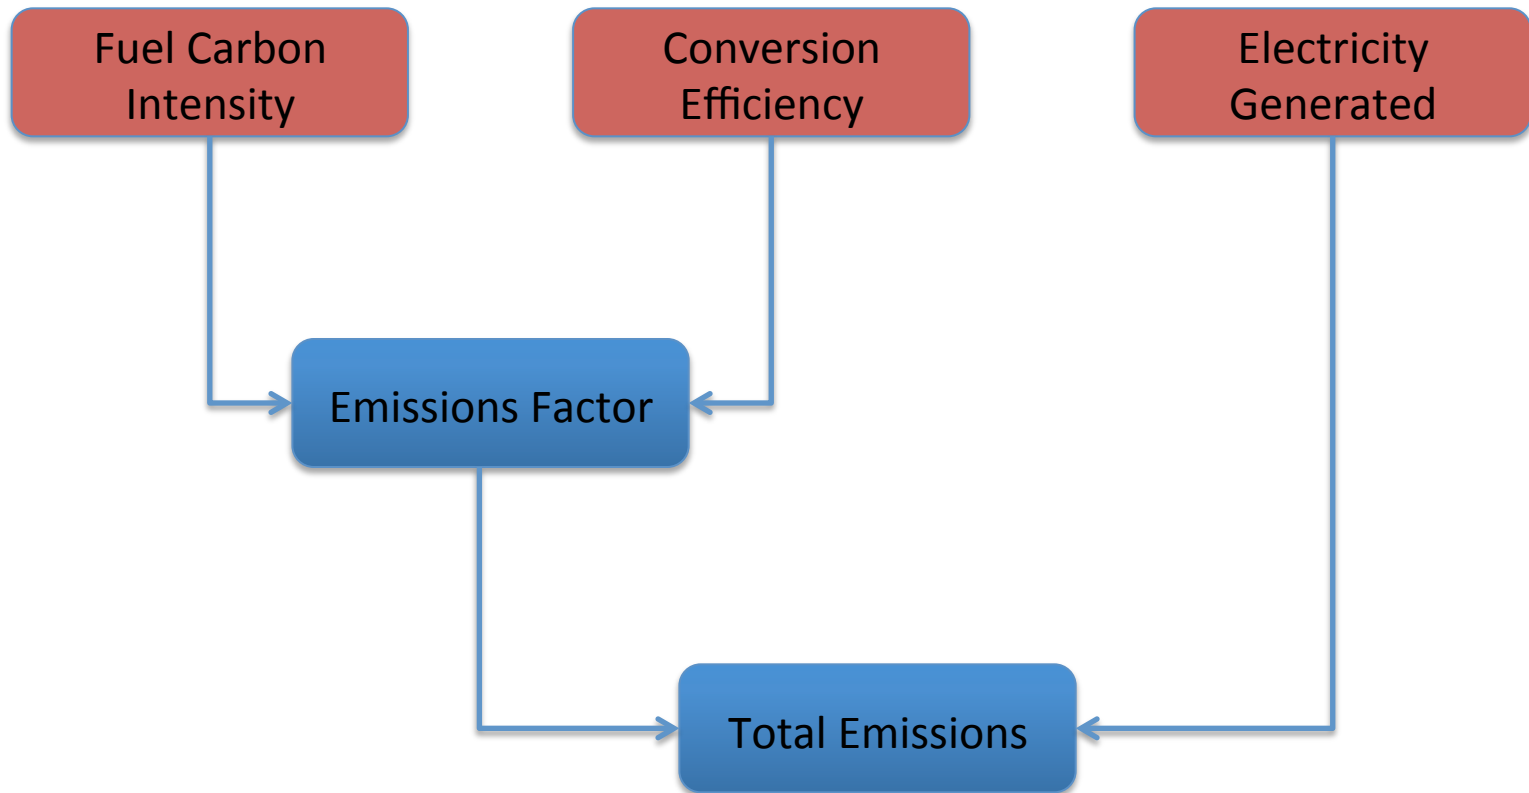 Fuel Carbon
Intensity
Conversion
Efficiency
Electricity
Generated
Emissions Factor
Total Emissions